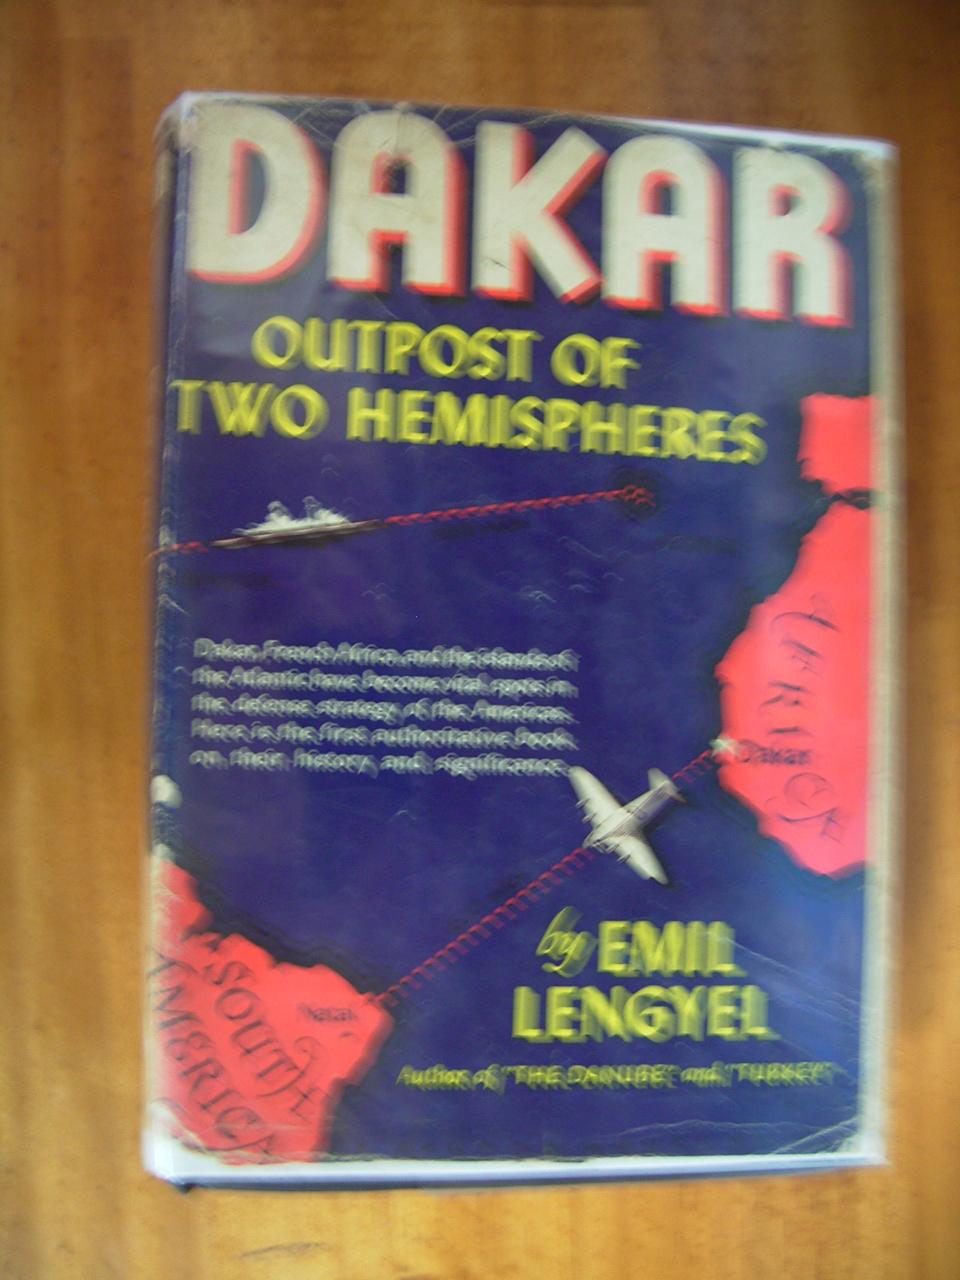 DAKAR
OUTPOST OF
TWO HEMISPHERES
Dakar, French Africa and the islands of
the Atlantic have become vital spots in
the defense strategy of the Americas.
Here is the first authoritative book
on their history and significance.
AFRICA
Dakar
by EMIL
LENGYEL
SOUTH
AMERICA
Natal
Author of "THE DANUBE" and "TURKEY"